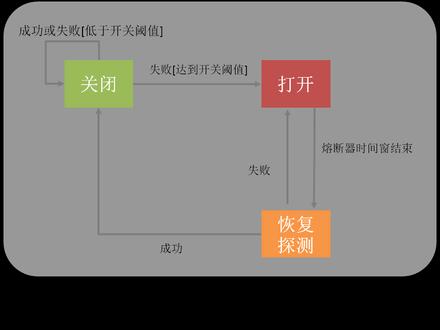 成功或失败[低于开关阈值]
关闭
失败[达到开关阈值]
打开
熔断器时间窗结束
失败
恢复
探测
成功